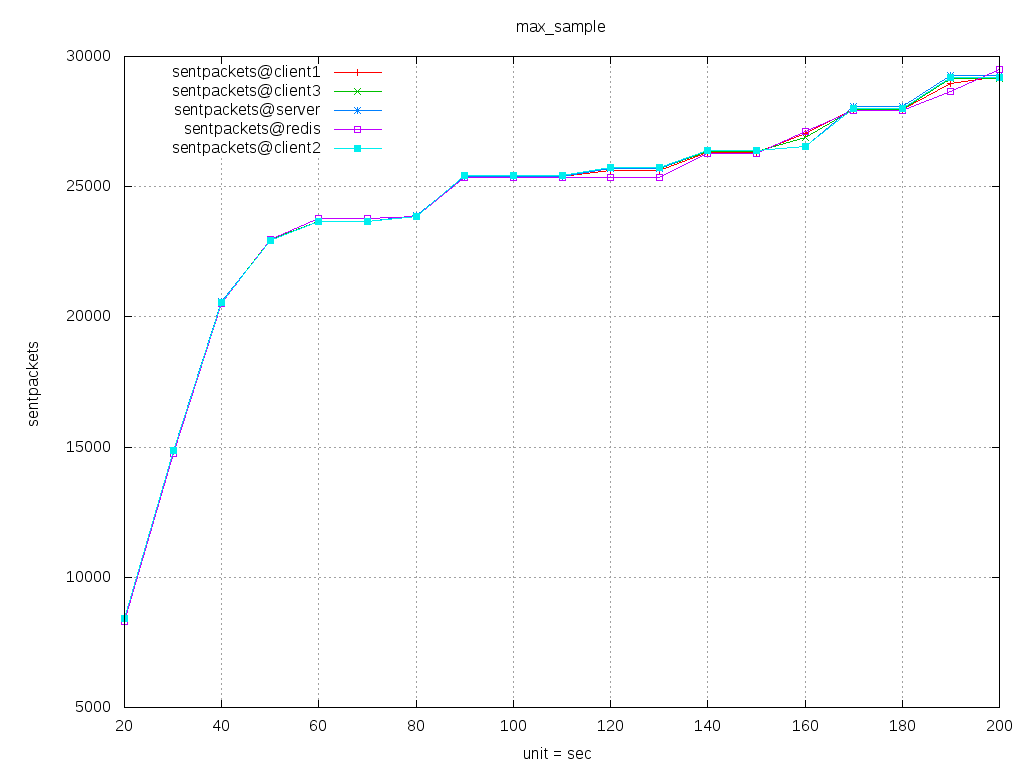 max_sample
30000
25000
20000
15000
10000
5000
sentpackets
sentpackets@client1
sentpackets@client3
sentpackets@server
sentpackets@redis
sentpackets@client2
20 40 60 80 100 120 140 160 180 200
unit = sec